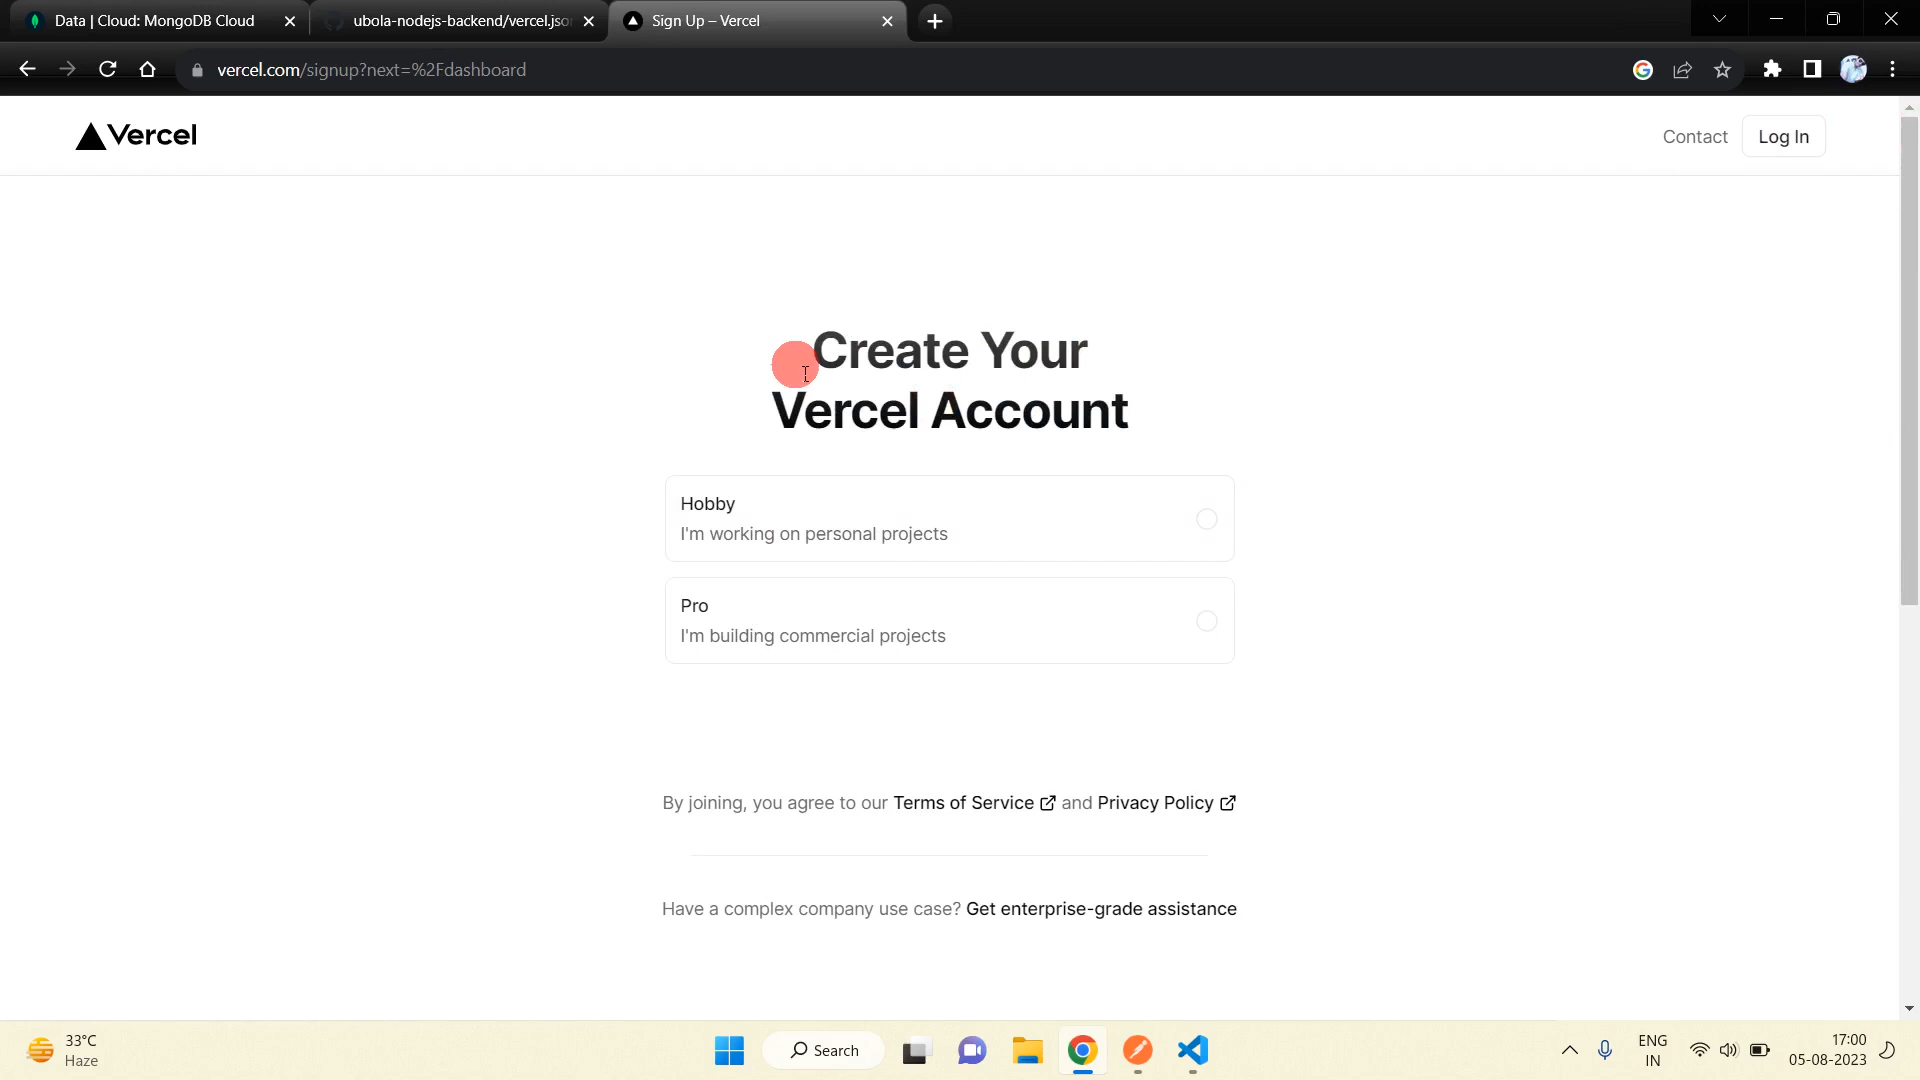 Data | Cloud: MongoDB Cloud
ubola-nodejs-backend/vercel.jso
Sign Up – Vercel
vercel.com/signup?next=%2Fdashboard
Vercel
Contact
Log In
Create Your
Vercel Account
Hobby
I'm working on personal projects
Pro
I'm building commercial projects
By joining, you agree to our Terms of Service and Privacy Policy
Have a complex company use case? Get enterprise-grade assistance
33°C
Haze
Search
ENG
IN
17:00
05-08-2023